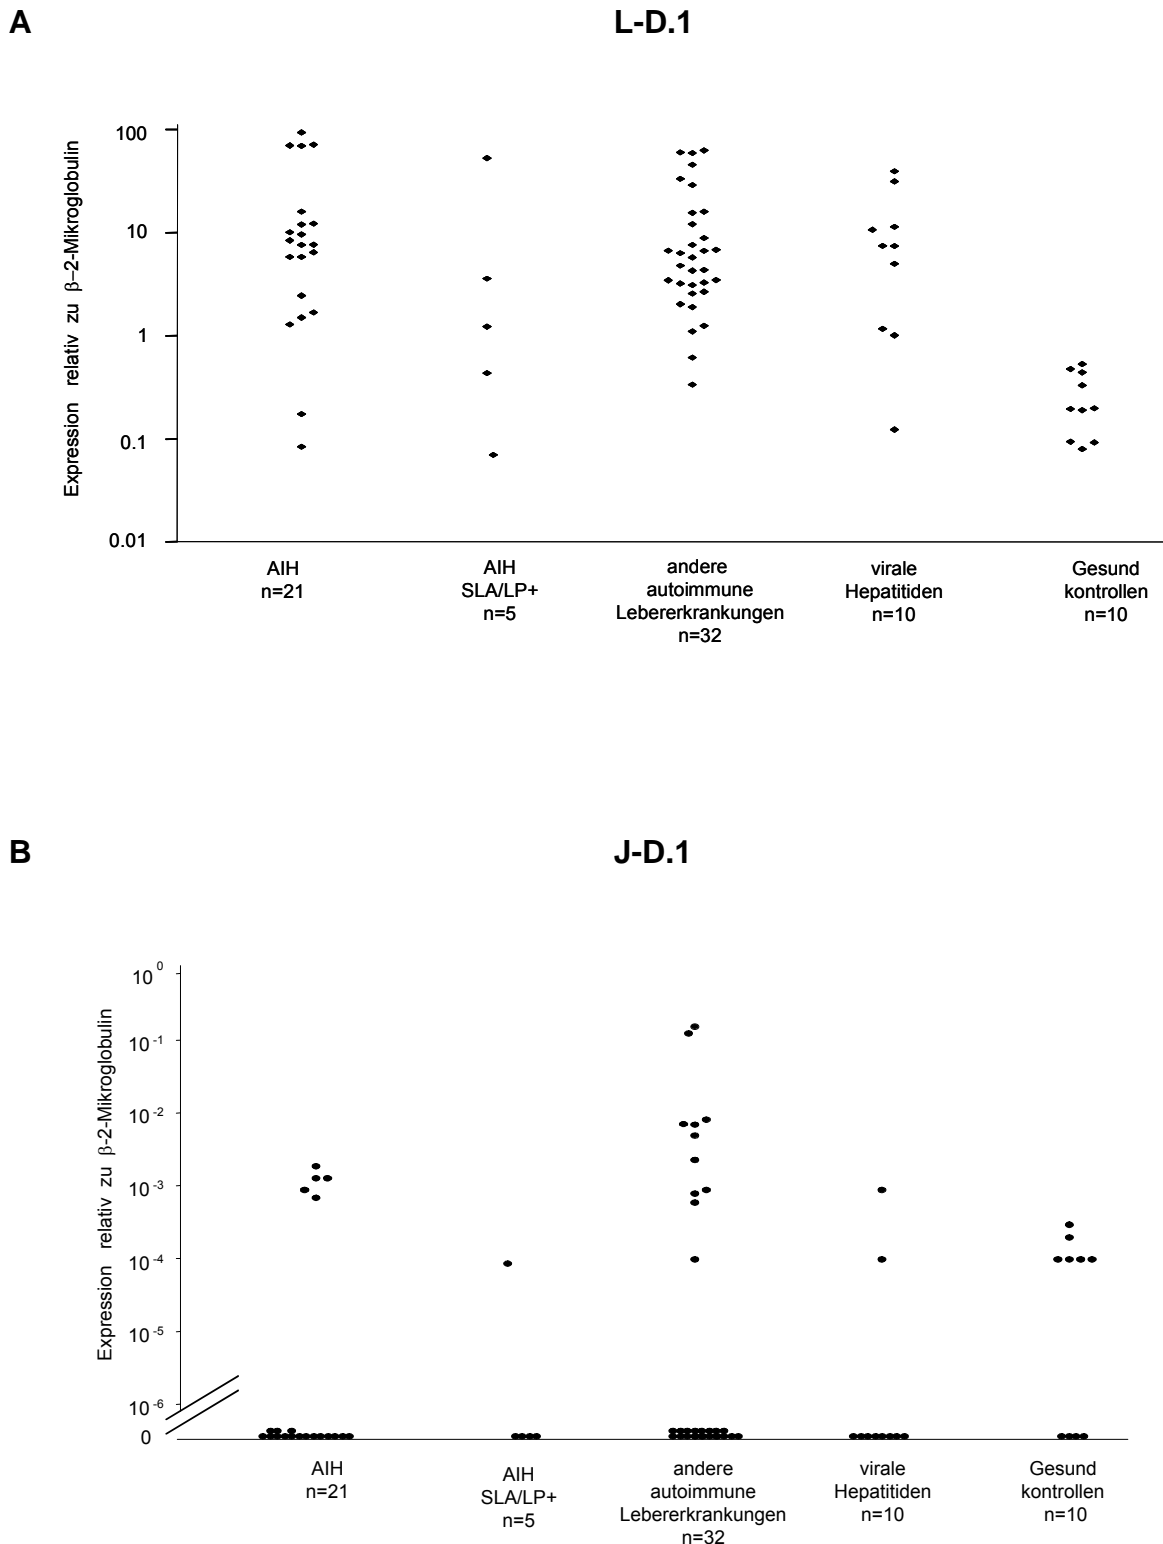 A
L-D.1
Expression relativ zu β–2-Mikroglobulin
100
10
1
0.1
0.01
AIH
n=21
AIH
SLA/LP+
n=5
andere
autoimmune
Lebererkrankungen
n=32
virale
Hepatitiden
n=10
Gesund
kontrollen
n=10
B
J-D.1
Expression relativ zu β-2-Mikroglobulin
10⁰
10⁻¹
10⁻²
10⁻³
10⁻⁴
10⁻⁵
10⁻⁶
0
AIH
n=21
AIH
SLA/LP+
n=5
andere
autoimmune
Lebererkrankungen
n=32
virale
Hepatitiden
n=10
Gesund
kontrollen
n=10